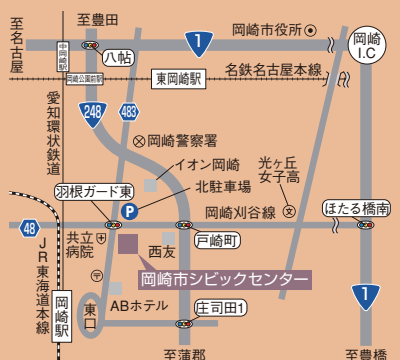 至豊田
至名古屋
1
岡崎市役所
岡崎
I.C
中岡崎駅
八帖
岡崎公園前駅
東岡崎駅
名鉄名古屋本線
愛知環状鉄道
248
483
岡崎警察署
イオン岡崎
光ヶ丘
女子高
羽根ガード東
北駐車場
P
岡崎刈谷線
ほたる橋南
48
共立
病院
西友
戸崎町
JR東海道本線
岡崎市シビックセンター
岡崎駅
東口
ABホテル
庄司田1
1
至蒲郡
至豊橋